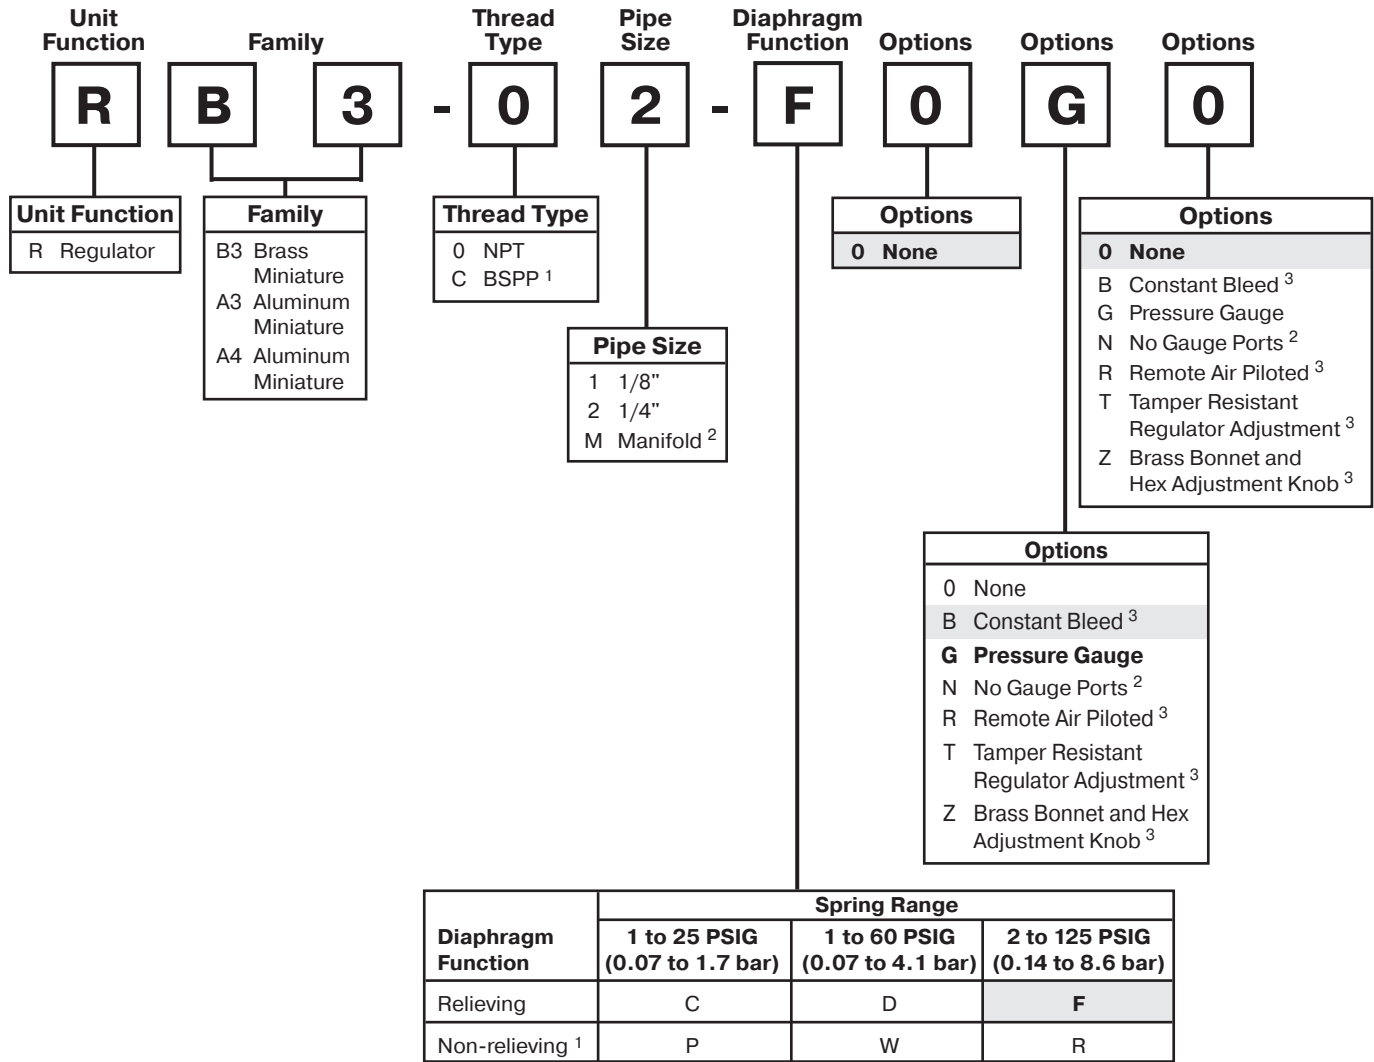 Unit
Function
Family
Thread
Type
Pipe
Size
Diaphragm
Function
Options
Options
Options
R B 3 - 0 2 - F 0 G 0
Unit Function
R Regulator
Family
B3 Brass
Miniature
A3 Aluminum
Miniature
A4 Aluminum
Miniature
Thread Type
0 NPT
C BSPP 1
Pipe Size
1 1/8"
2 1/4"
M Manifold 2
Options
0 None
Options
0 None
B Constant Bleed 3
G Pressure Gauge
N No Gauge Ports 2
R Remote Air Piloted 3
T Tamper Resistant
Regulator Adjustment 3
Z Brass Bonnet and
Hex Adjustment Knob 3
Options
0 None
B Constant Bleed 3
G Pressure Gauge
N No Gauge Ports 2
R Remote Air Piloted 3
T Tamper Resistant
Regulator Adjustment 3
Z Brass Bonnet and Hex
Adjustment Knob 3
Diaphragm
Function
Spring Range
1 to 25 PSIG
(0.07 to 1.7 bar)
1 to 60 PSIG
(0.07 to 4.1 bar)
2 to 125 PSIG
(0.14 to 8.6 bar)
Relieving C D F
Non-relieving 1 P W R